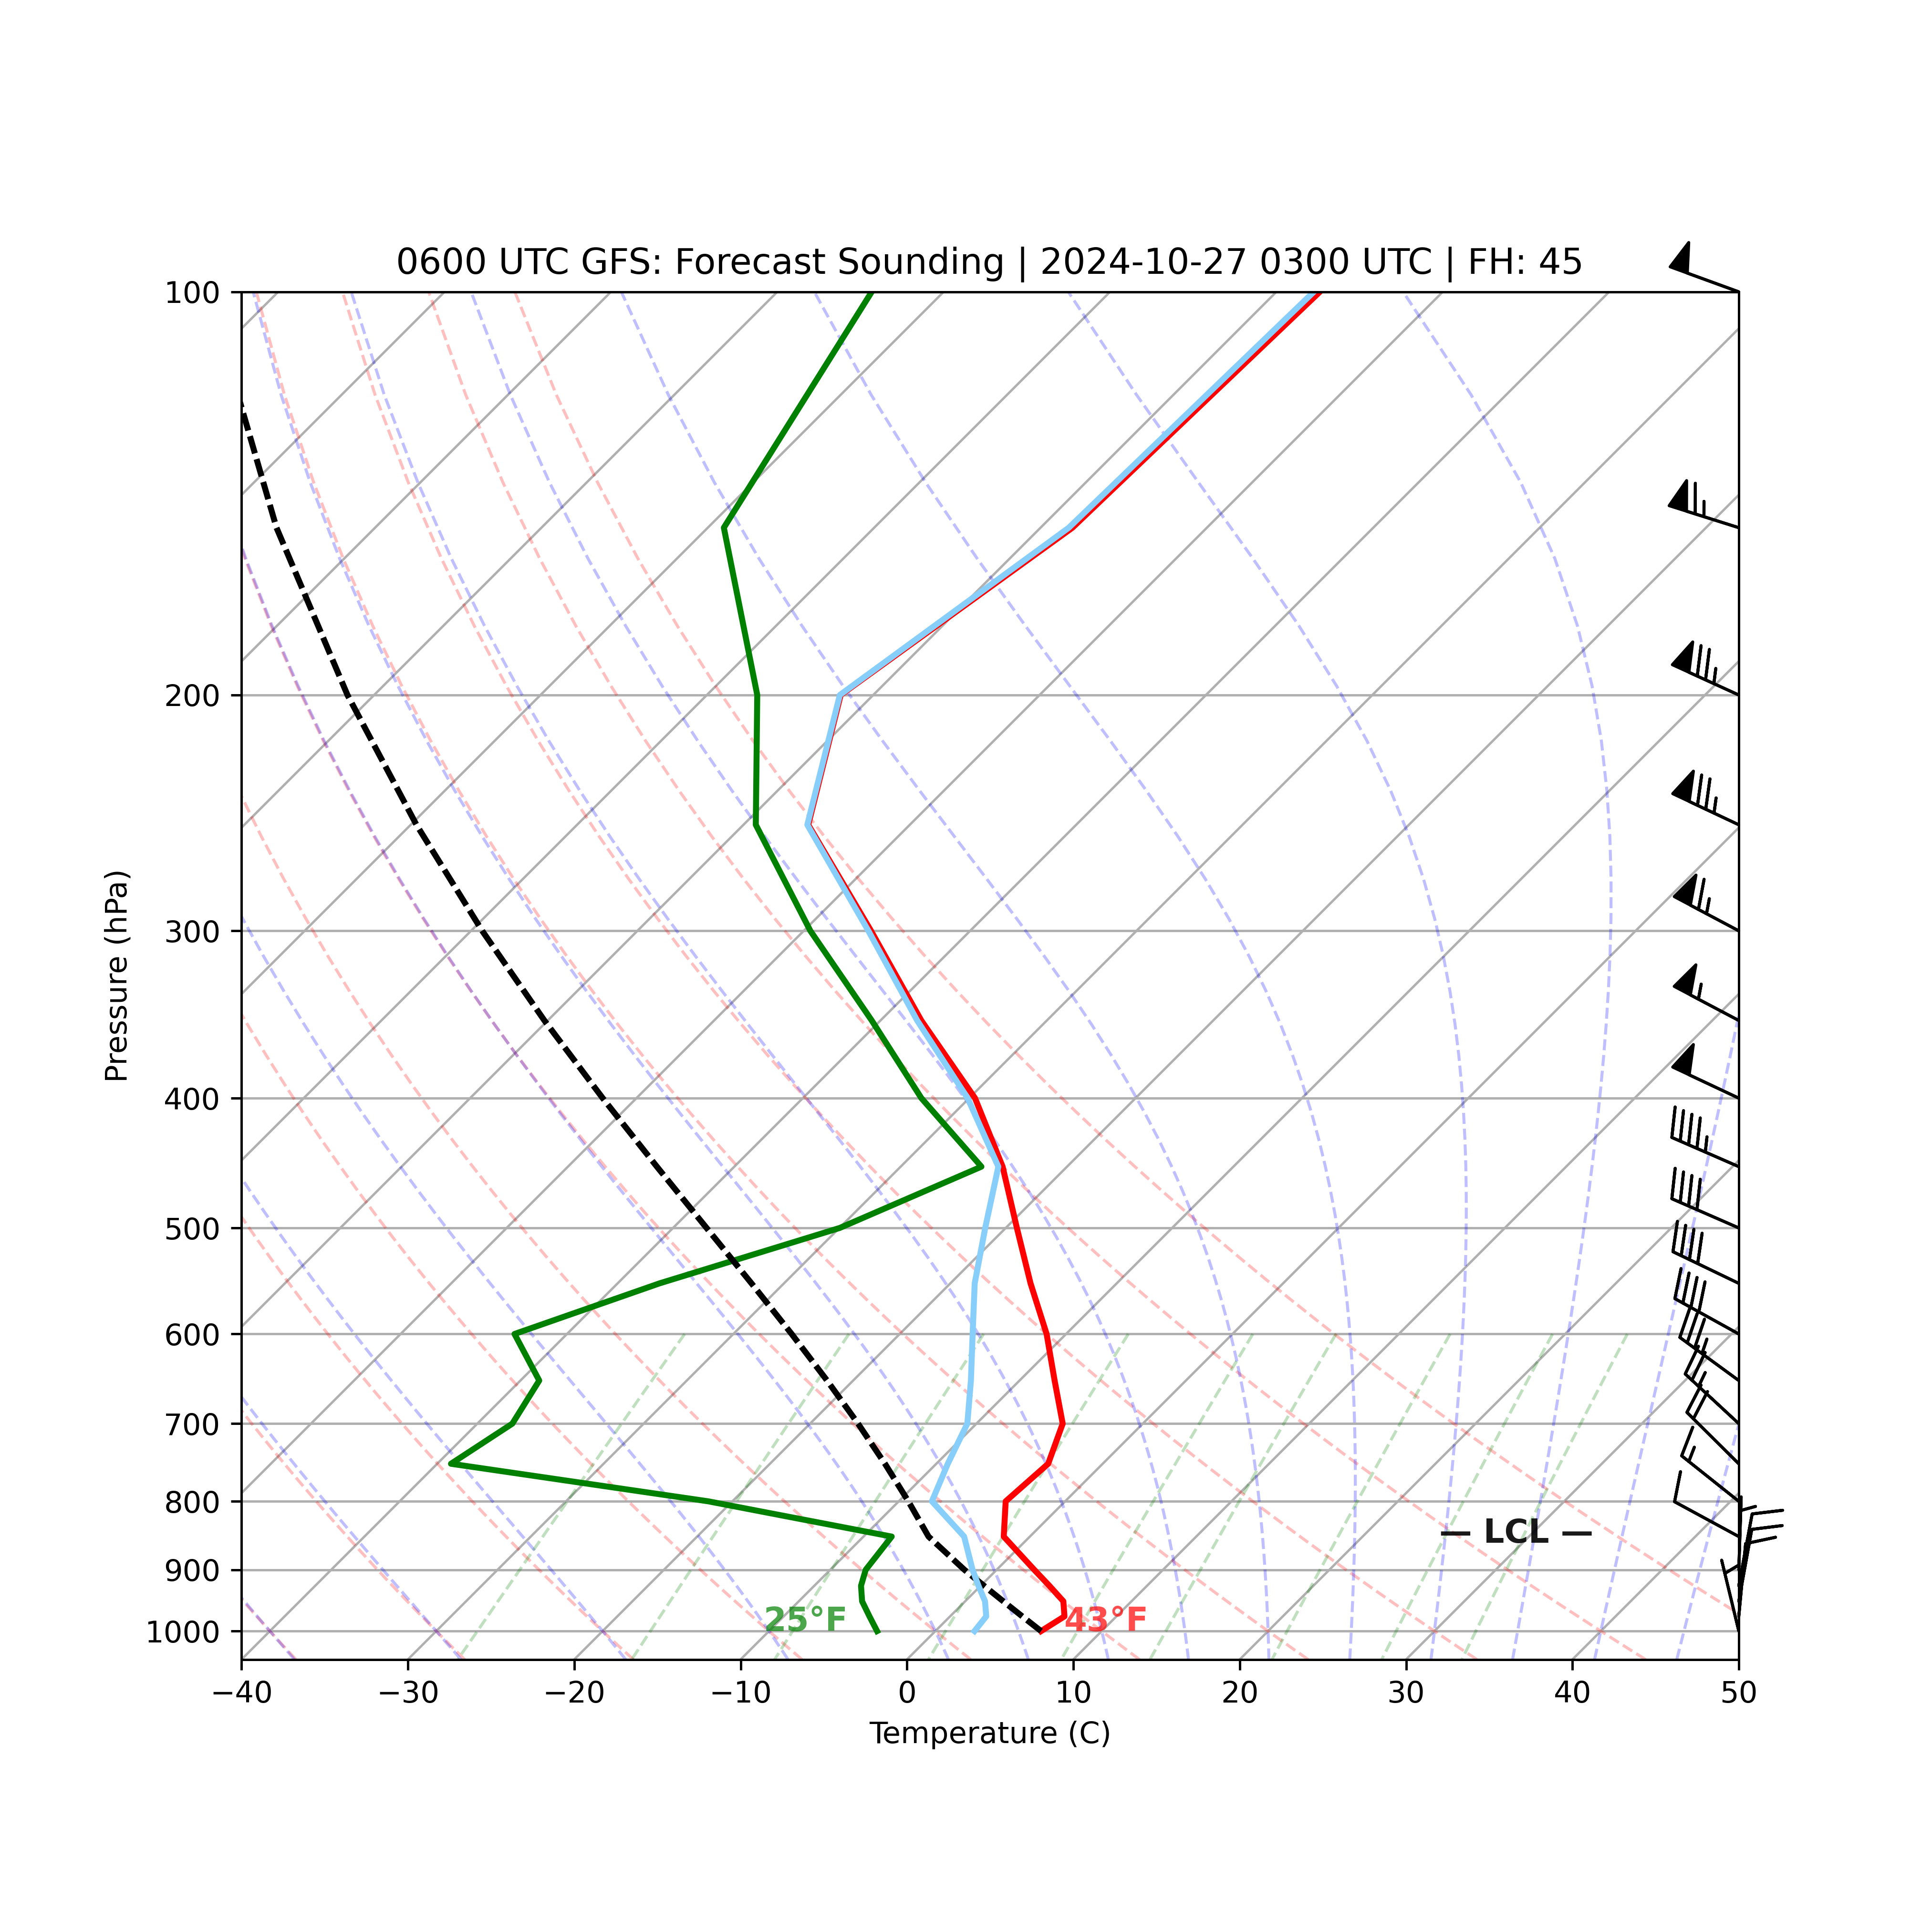 0600 UTC GFS: Forecast Sounding | 2024-10-27 0300 UTC | FH: 45
100
200
300
400
500
600
700
800
900
1000
Pressure (hPa)
— LCL —
25°F
43°F
−40 −30 −20 −10 0 10 20 30 40 50
Temperature (C)